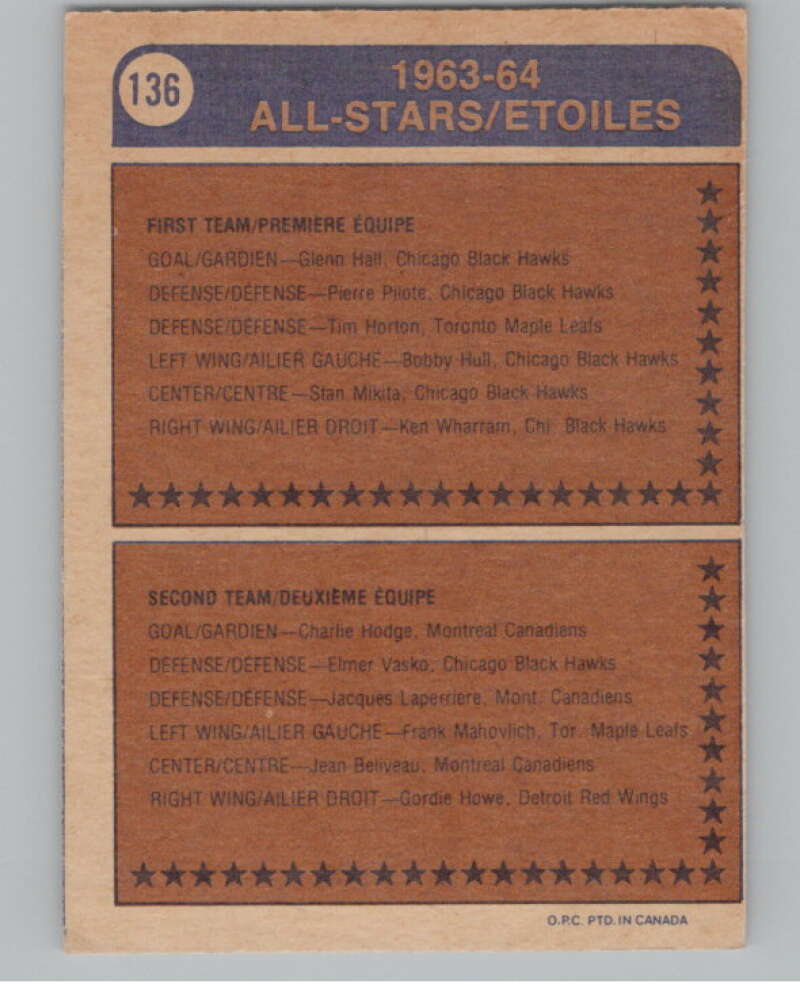 136
1963-64
ALL-STARS/ETOILES
FIRST TEAM/PREMIERE ÉQUIPE
GOAL/GARDIEN—Glenn Hall, Chicago Black Hawks
DEFENSE/DÉFENSE—Pierre Pilote, Chicago Black Hawks
DEFENSE/DÉFENSE—Tim Horton, Toronto Maple Leafs
LEFT WING/AILIER GAUCHE—Bobby Hull, Chicago Black Hawks
CENTER/CENTRE—Stan Mikita, Chicago Black Hawks
RIGHT WING/AILIER DROIT—Ken Wharram, Chi. Black Hawks
SECOND TEAM/DEUXIÈME ÉQUIPE
GOAL/GARDIEN—Charlie Hodge, Montreal Canadiens
DEFENSE/DÉFENSE—Elmer Vasko, Chicago Black Hawks
DEFENSE/DÉFENSE—Jacques Laperriere, Mont. Canadiens
LEFT WING/AILIER GAUCHE—Frank Mahovlich, Tor. Maple Leafs
CENTER/CENTRE—Jean Beliveau, Montreal Canadiens
RIGHT WING/AILIER DROIT—Gordie Howe, Detroit Red Wings
O.P.C. PTD. IN CANADA